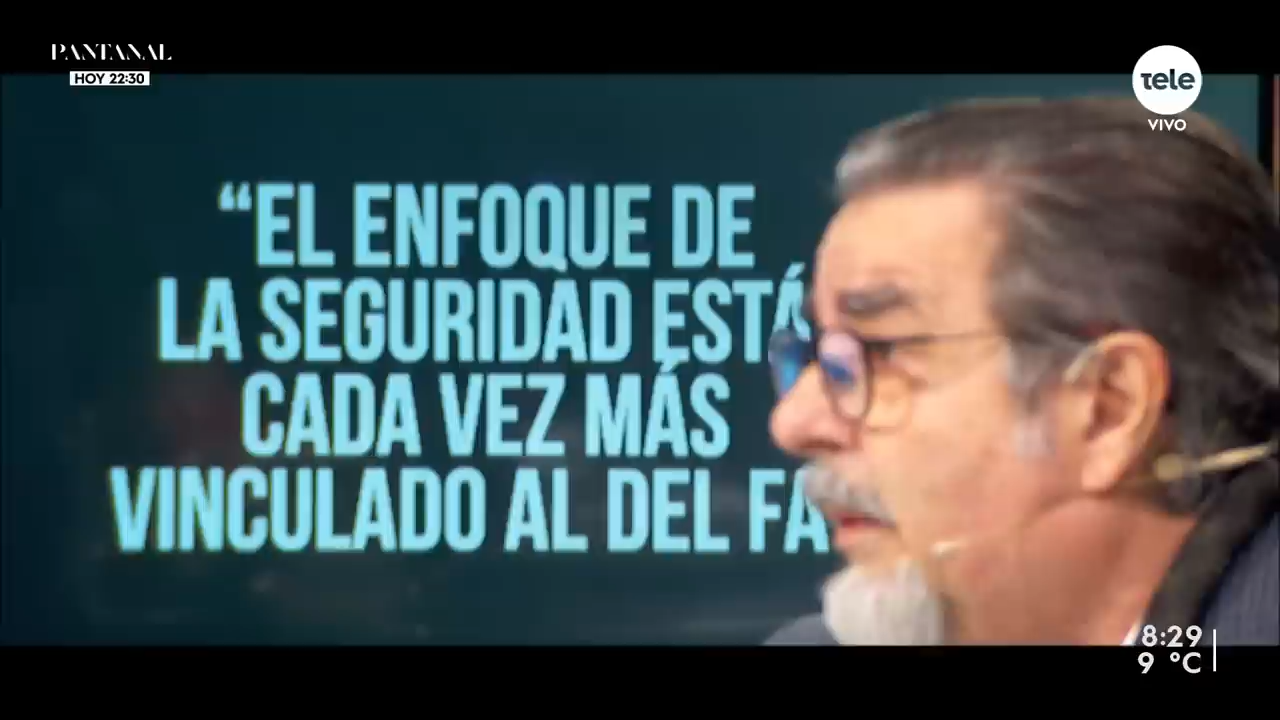 PANTANAL
HOY 22:30
tele
VIVO
“EL ENFOQUE DE
LA SEGURIDAD ESTÁ
CADA VEZ MÁS
VINCULADO AL DEL FA
8:29
9 °C